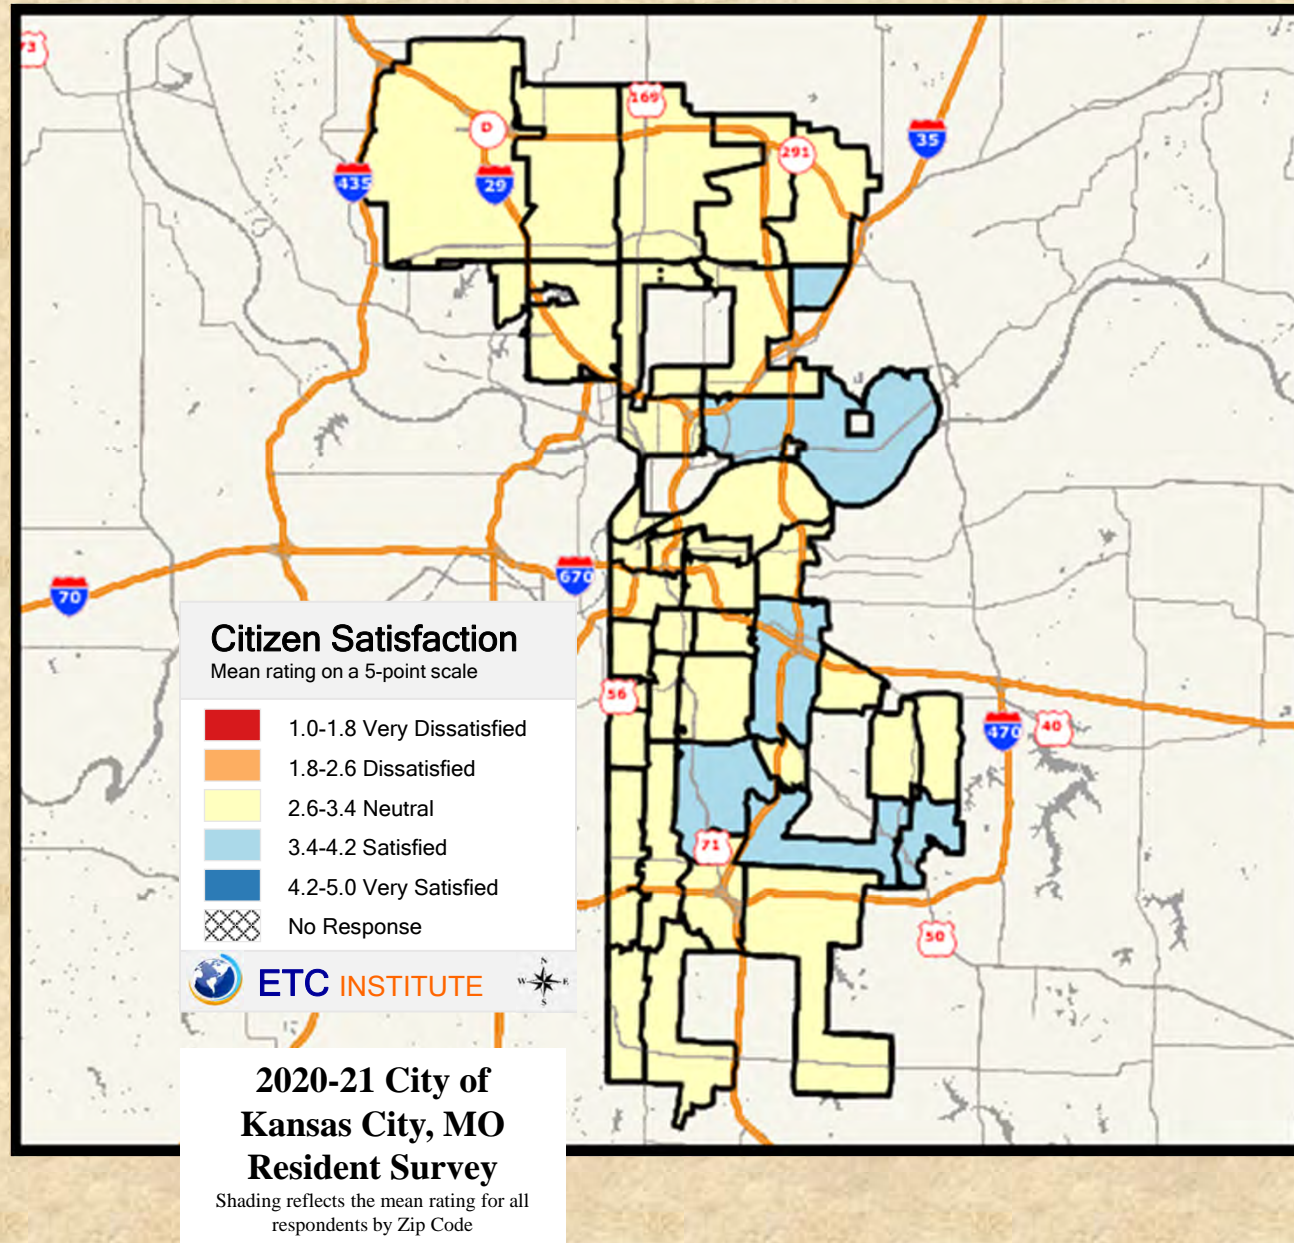 73
169
D
291
35
435
29
70
670
56
40
470
71
50
Citizen Satisfaction
Mean rating on a 5-point scale
1.0-1.8 Very Dissatisfied
1.8-2.6 Dissatisfied
2.6-3.4 Neutral
3.4-4.2 Satisfied
4.2-5.0 Very Satisfied
No Response
ETC INSTITUTE
N
W E
S
2020-21 City of
Kansas City, MO
Resident Survey
Shading reflects the mean rating for all
respondents by Zip Code